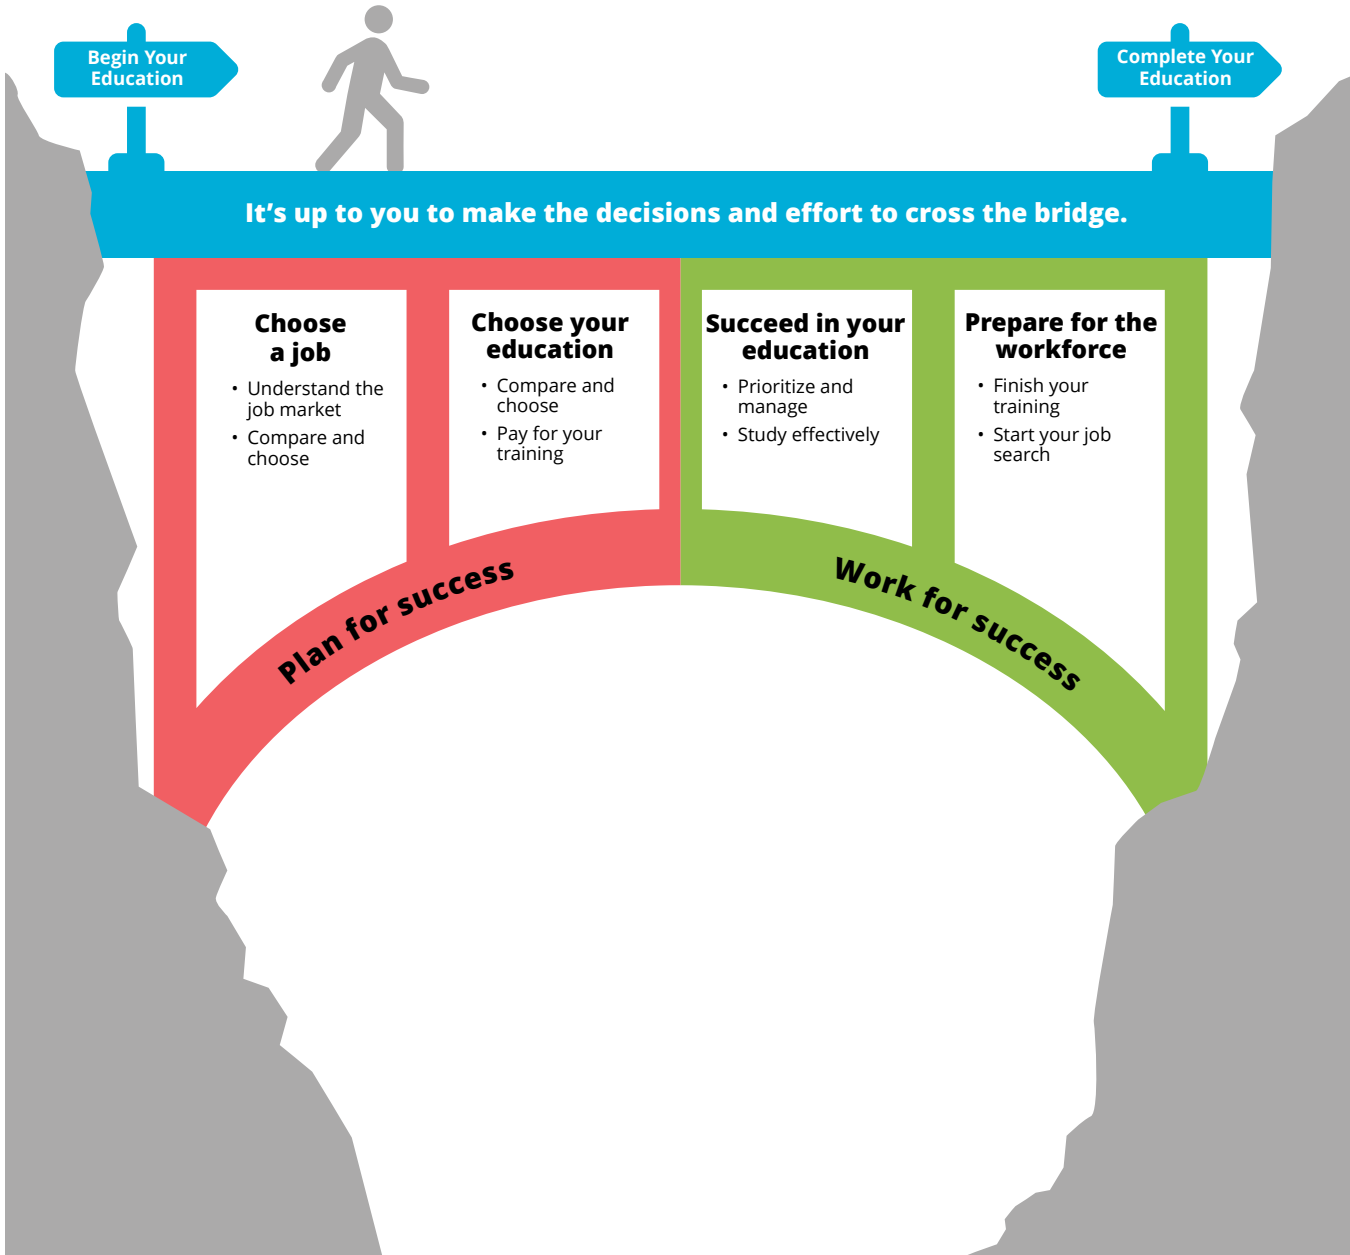 Begin Your
Education
Complete Your
Education
It’s up to you to make the decisions and effort to cross the bridge.
Choose
a job
• Understand the
job market
• Compare and
choose
Choose your
education
• Compare and
choose
• Pay for your
training
Succeed in your
education
• Prioritize and
manage
• Study effectively
Prepare for the
workforce
• Finish your
training
• Start your job
search
Plan for success
Work for success